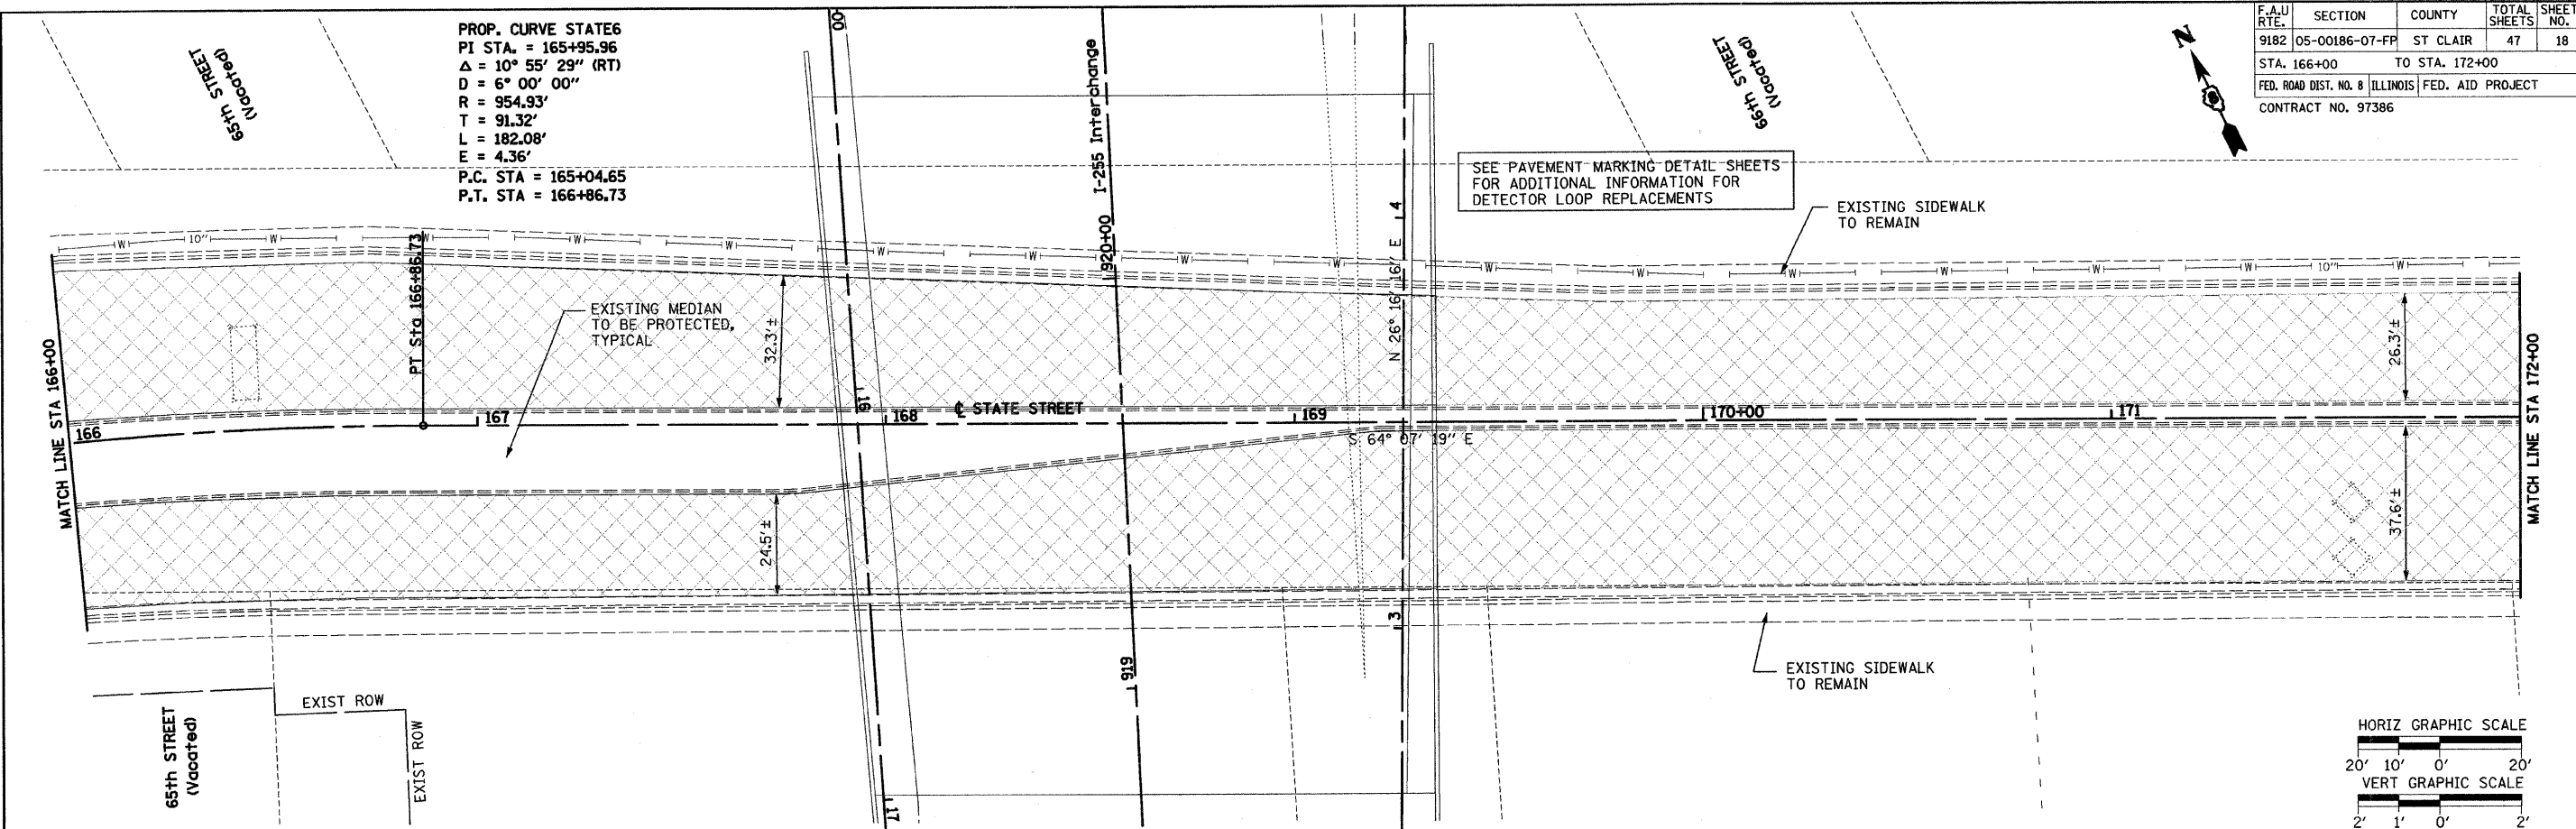 PROP. CURVE STATE6
PI STA. = 165+95.96
Δ = 10° 55' 29" (RT)
D = 6° 00' 00"
R = 954.93'
T = 91.32'
L = 182.08'
E = 4.36'
P.C. STA = 165+04.65
P.T. STA = 166+86.73
65th STREET
(Vacated)
00
I-255 Interchange
920+00
66th STREET
(Vacated)
N
F.A.U RTE.
SECTION
COUNTY
TOTAL SHEETS
SHEET NO.
9182
05-00186-07-FP
ST CLAIR
47
18
STA. 166+00 TO STA. 172+00
FED. ROAD DIST. NO. 8
ILLINOIS
FED. AID PROJECT
CONTRACT NO. 97386
SEE PAVEMENT MARKING DETAIL SHEETS
FOR ADDITIONAL INFORMATION FOR
DETECTOR LOOP REPLACEMENTS
EXISTING SIDEWALK
TO REMAIN
W 10" W W W W W W W W W W W W W W 10" W
PT Sta 166+86.73
EXISTING MEDIAN
TO BE PROTECTED,
TYPICAL
32.3'±
4
N 26° 16' 16" E
26.3'±
MATCH LINE STA 166+00
MATCH LINE STA 172+00
166
167
16
168
℄ STATE STREET
169
170+00
171
S 64° 07' 19" E
24.5'±
37.6'±
3
919
17
EXISTING SIDEWALK
TO REMAIN
EXIST ROW
EXIST ROW
65th STREET
(Vacated)
HORIZ GRAPHIC SCALE
20' 10' 0' 20'
VERT GRAPHIC SCALE
2' 1' 0' 2'